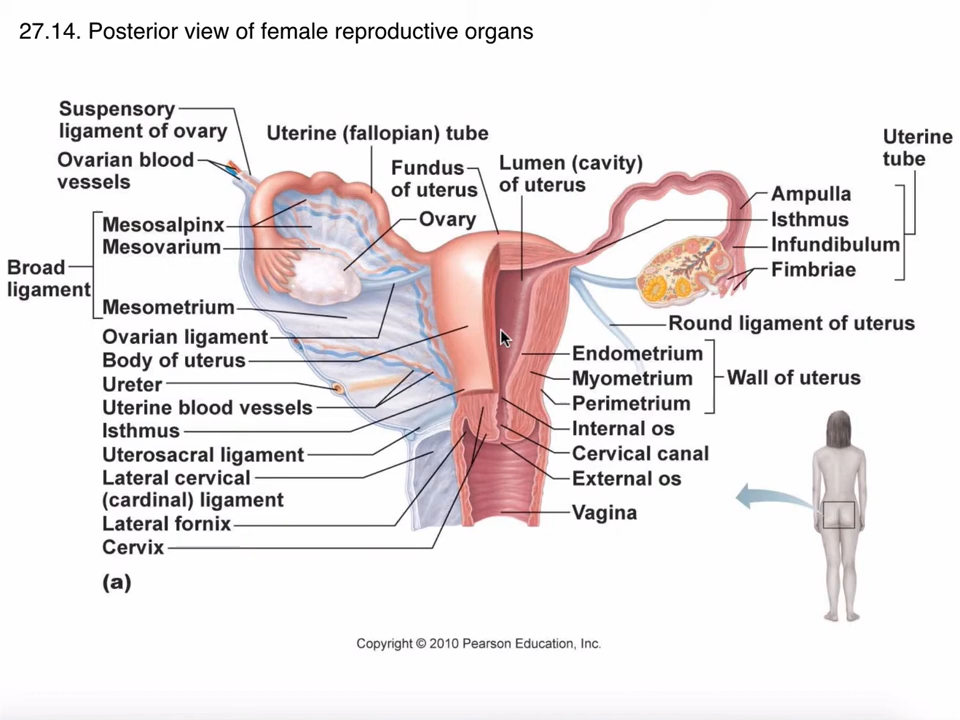 27.14. Posterior view of female reproductive organs
Suspensory
ligament of ovary
Ovarian blood
vessels
Uterine (fallopian) tube
Fundus
of uterus
Lumen (cavity)
of uterus
Uterine
tube
Ovary
Ampulla
Isthmus
Infundibulum
Fimbriae
Broad
ligament
Mesosalpinx
Mesovarium
Mesometrium
Ovarian ligament
Body of uterus
Ureter
Uterine blood vessels
Isthmus
Uterosacral ligament
Lateral cervical
(cardinal) ligament
Lateral fornix
Cervix
Round ligament of uterus
Endometrium
Myometrium
Perimetrium
Wall of uterus
Internal os
Cervical canal
External os
Vagina
(a)
Copyright © 2010 Pearson Education, Inc.